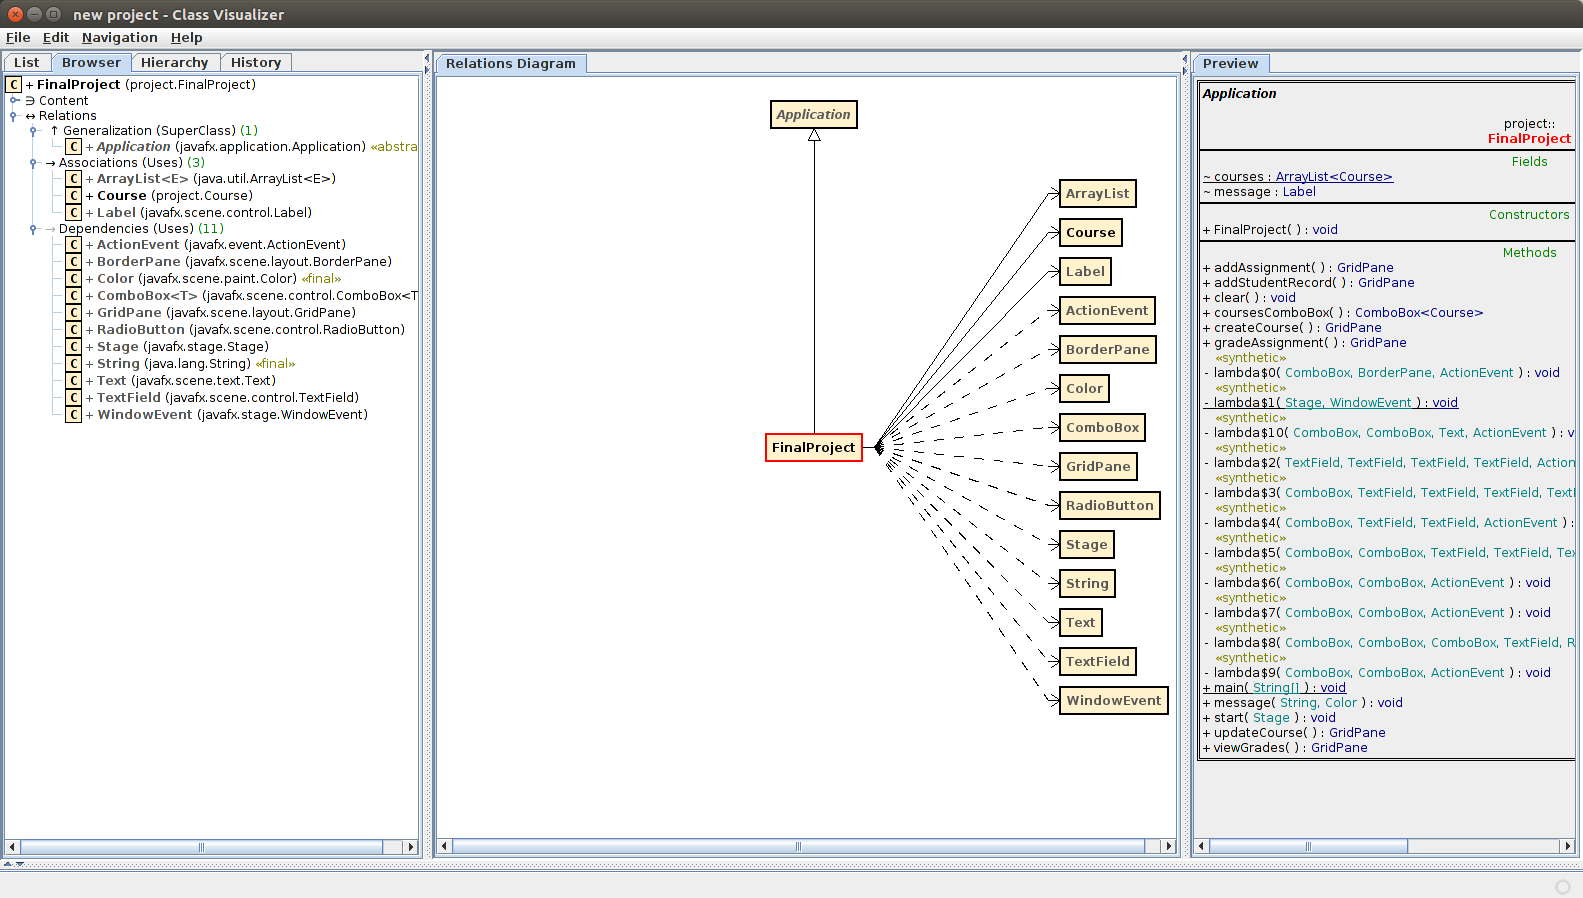 new project - Class Visualizer
File Edit Navigation Help
List Browser Hierarchy History
C + FinalProject (project.FinalProject)
∋ Content
↔ Relations
↑ Generalization (SuperClass) (1)
C + Application (javafx.application.Application) «abstra
→ Associations (Uses) (3)
C + ArrayList<E> (java.util.ArrayList<E>)
C + Course (project.Course)
C + Label (javafx.scene.control.Label)
→ Dependencies (Uses) (11)
C + ActionEvent (javafx.event.ActionEvent)
C + BorderPane (javafx.scene.layout.BorderPane)
C + Color (javafx.scene.paint.Color) «final»
C + ComboBox<T> (javafx.scene.control.ComboBox<T
C + GridPane (javafx.scene.layout.GridPane)
C + RadioButton (javafx.scene.control.RadioButton)
C + Stage (javafx.stage.Stage)
C + String (java.lang.String) «final»
C + Text (javafx.scene.text.Text)
C + TextField (javafx.scene.control.TextField)
C + WindowEvent (javafx.stage.WindowEvent)
Relations Diagram
Application
ArrayList
Course
Label
ActionEvent
BorderPane
Color
ComboBox
FinalProject
GridPane
RadioButton
Stage
String
Text
TextField
WindowEvent
Preview
Application
project::
FinalProject
Fields
~ courses : ArrayList<Course>
~ message : Label
Constructors
+ FinalProject( ) : void
Methods
+ addAssignment( ) : GridPane
+ addStudentRecord( ) : GridPane
+ clear( ) : void
+ coursesComboBox( ) : ComboBox<Course>
+ createCourse( ) : GridPane
+ gradeAssignment( ) : GridPane
«synthetic»
- lambda$0( ComboBox, BorderPane, ActionEvent ) : void
«synthetic»
- lambda$1( Stage, WindowEvent ) : void
«synthetic»
- lambda$10( ComboBox, ComboBox, Text, ActionEvent ) : v
«synthetic»
- lambda$2( TextField, TextField, TextField, TextField, Action
«synthetic»
- lambda$3( ComboBox, TextField, TextField, TextField, Textl
«synthetic»
- lambda$4( ComboBox, TextField, TextField, ActionEvent ) :
«synthetic»
- lambda$5( ComboBox, ComboBox, TextField, TextField, Tex
«synthetic»
- lambda$6( ComboBox, ComboBox, ActionEvent ) : void
«synthetic»
- lambda$7( ComboBox, ComboBox, ActionEvent ) : void
«synthetic»
- lambda$8( ComboBox, ComboBox, ComboBox, TextField, R
«synthetic»
- lambda$9( ComboBox, ComboBox, ActionEvent ) : void
+ main( String[] ) : void
+ message( String, Color ) : void
+ start( Stage ) : void
+ updateCourse( ) : GridPane
+ viewGrades( ) : GridPane